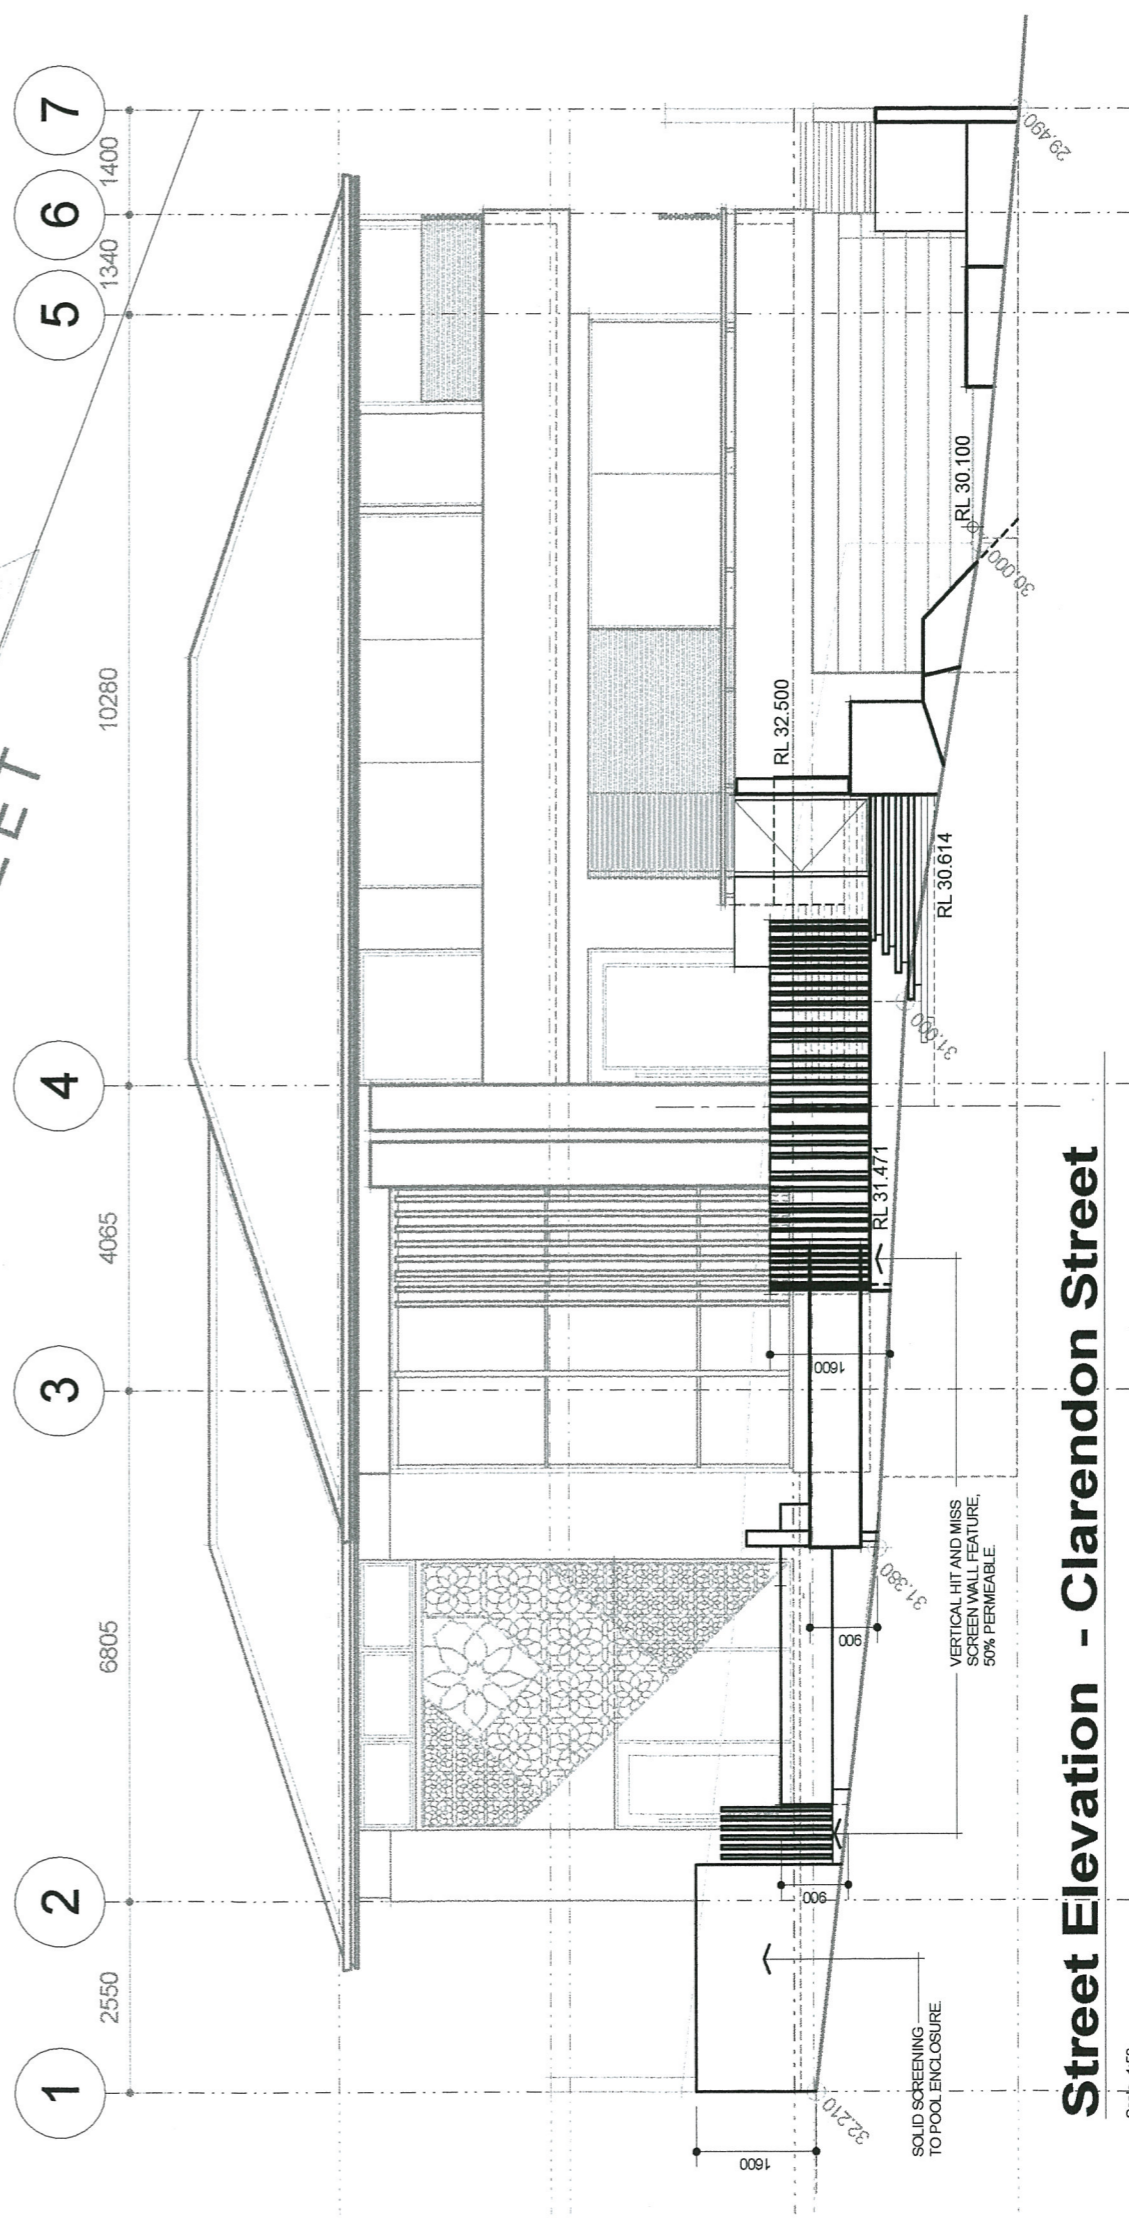 1
2
3
4
5
6
7
2550
6805
4065
10280
1340
1400
RL 32.500
RL 30.100
30.000
29.490
RL 30.614
31.000
RL 31.471
1600
31.380
900
900
1600
32.210
VERTICAL HIT AND MISS
SCREEN WALL FEATURE,
50% PERMEABLE.
SOLID SCREENING
TO POOL ENCLOSURE.
Street Elevation - Clarendon Street